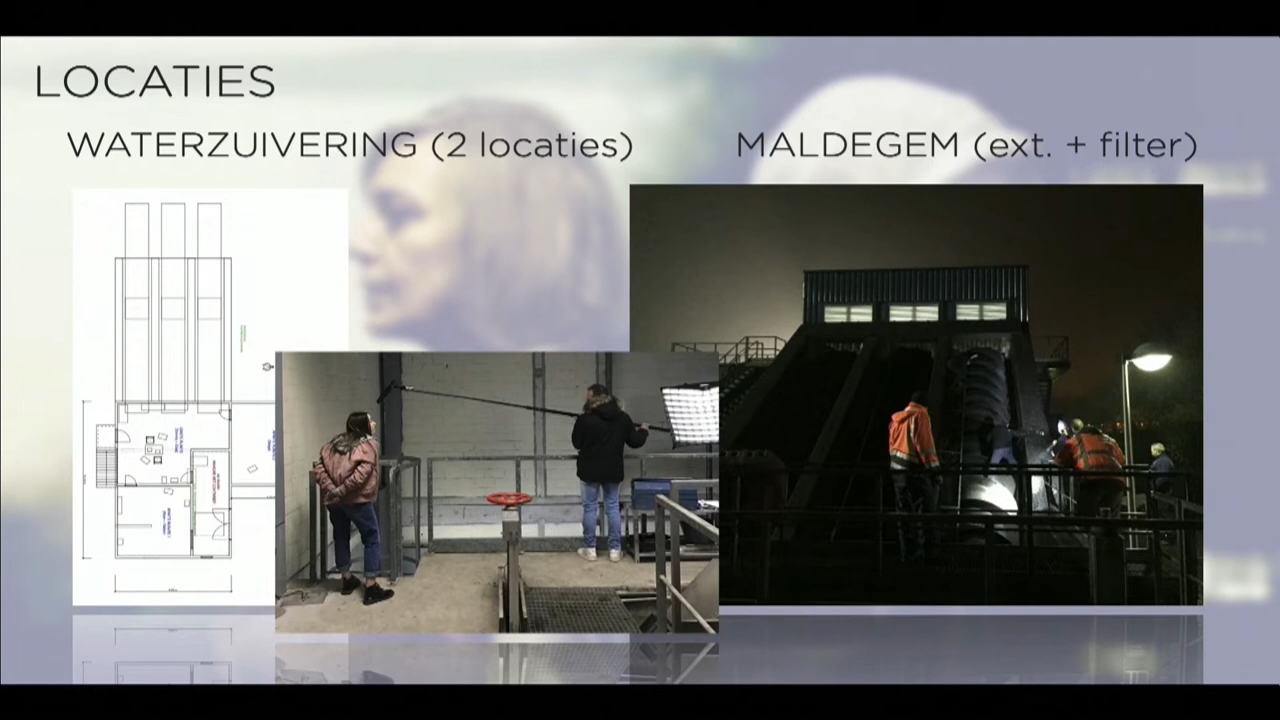 LOCATIES
WATERZUIVERING (2 locaties)
MALDEGEM (ext. + filter)